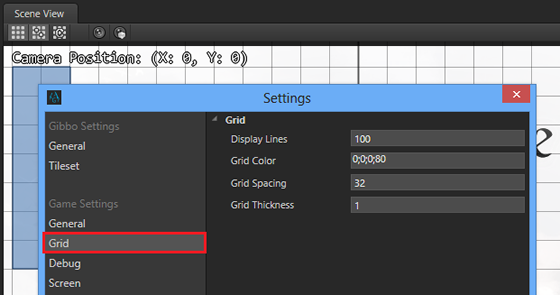 Scene View
Camera Position: (X: 0, Y: 0)
Settings
Gibbo Settings
General
Tileset
Game Settings
General
Grid
Debug
Screen
Grid
Display Lines 100
Grid Color 0;0;0;80
Grid Spacing 32
Grid Thickness 1
e